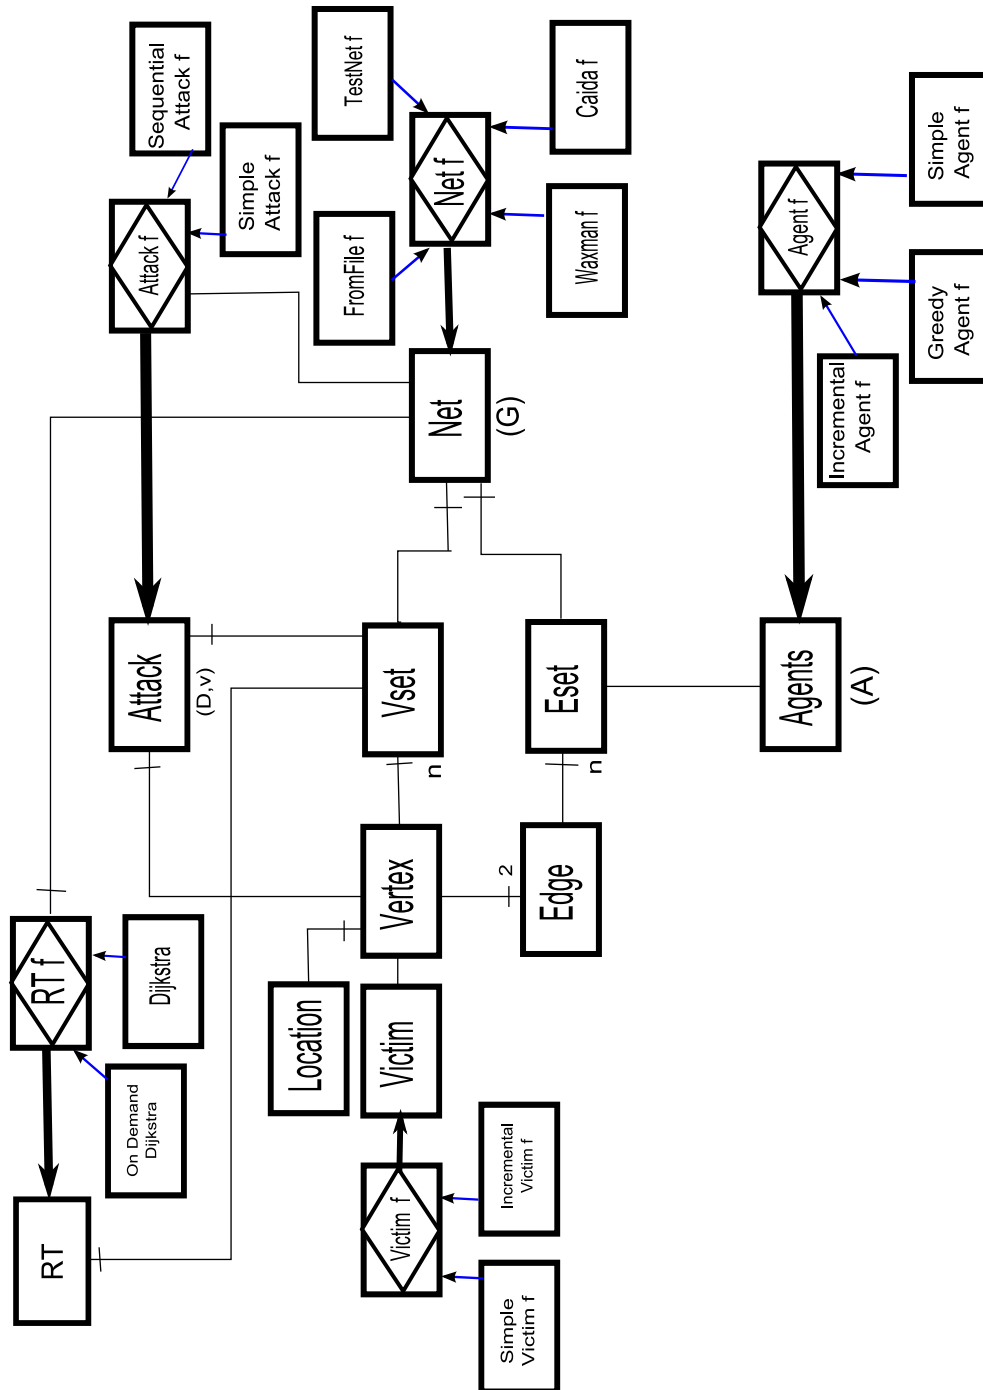 RT
RT f
On Demand
Dijkstra
Dijkstra
Attack
(D,v)
Attack f
Sequential
Attack f
Simple
Attack f
Location
FromFile f
TestNet f
Victim f
Victim
Vertex
Vset
n
Net
(G)
Net f
Simple
Victim f
Incremental
Victim f
2
Edge
Eset
n
Waxman f
Caida f
Agents
(A)
Agent f
Incremental
Agent f
Greedy
Agent f
Simple
Agent f